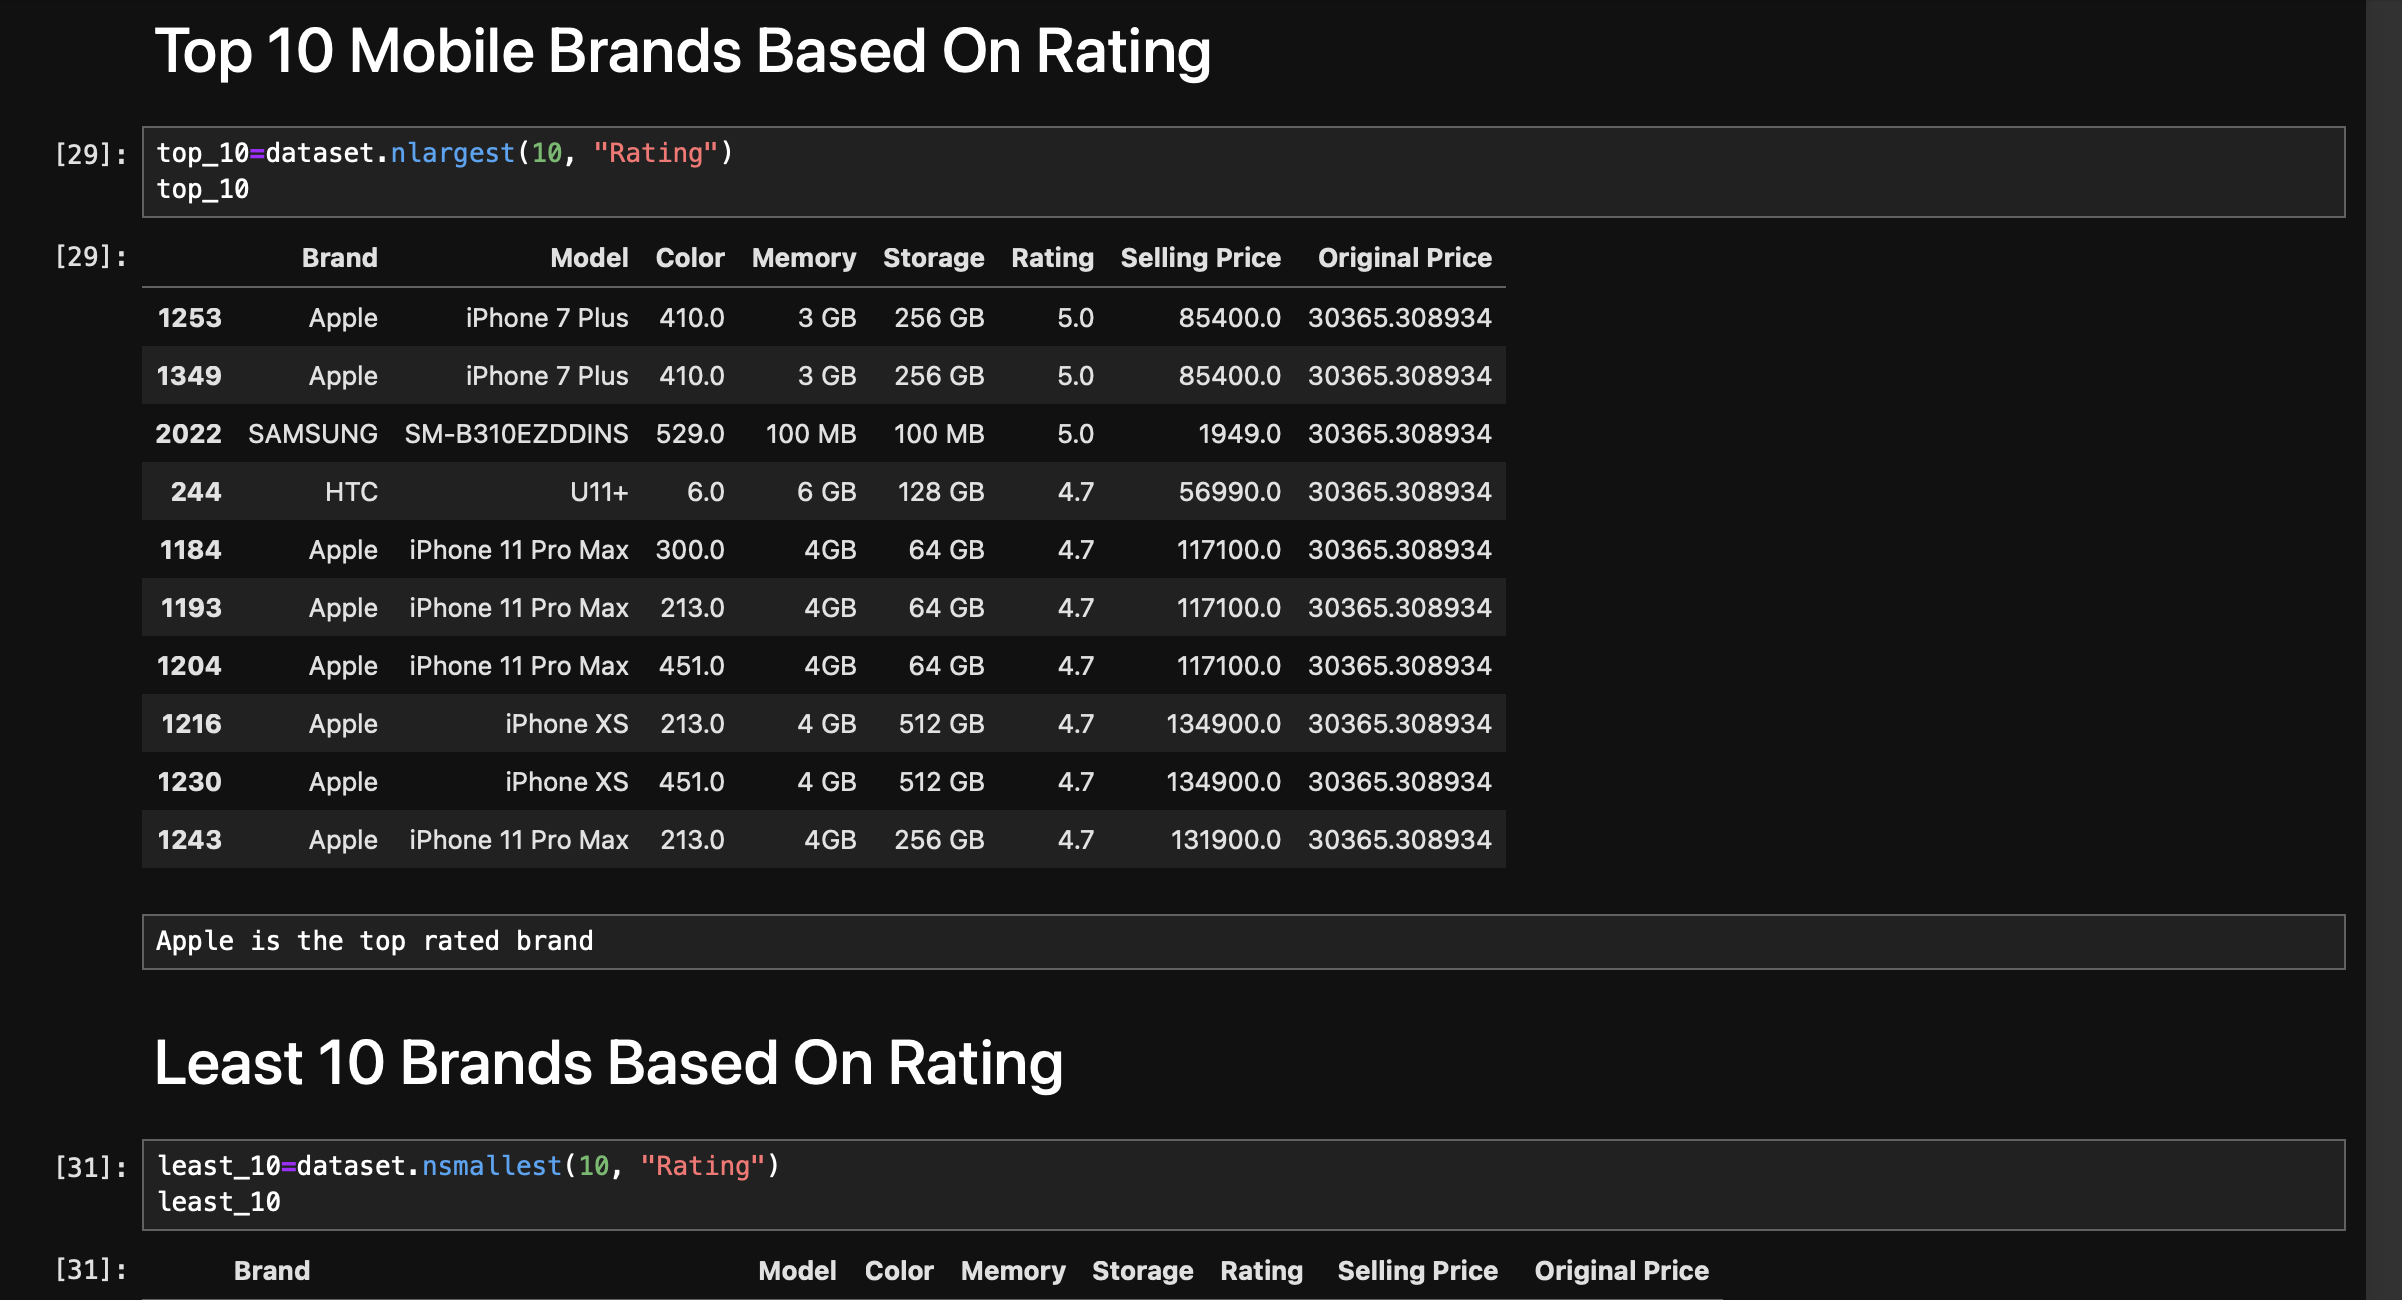 Top 10 Mobile Brands Based On Rating
[29]: top_10=dataset.nlargest(10, "Rating")
top_10
[29]: Brand Model Color Memory Storage Rating Selling Price Original Price
1253 Apple iPhone 7 Plus 410.0 3 GB 256 GB 5.0 85400.0 30365.308934
1349 Apple iPhone 7 Plus 410.0 3 GB 256 GB 5.0 85400.0 30365.308934
2022 SAMSUNG SM-B310EZDDINS 529.0 100 MB 100 MB 5.0 1949.0 30365.308934
244 HTC U11+ 6.0 6 GB 128 GB 4.7 56990.0 30365.308934
1184 Apple iPhone 11 Pro Max 300.0 4GB 64 GB 4.7 117100.0 30365.308934
1193 Apple iPhone 11 Pro Max 213.0 4GB 64 GB 4.7 117100.0 30365.308934
1204 Apple iPhone 11 Pro Max 451.0 4GB 64 GB 4.7 117100.0 30365.308934
1216 Apple iPhone XS 213.0 4 GB 512 GB 4.7 134900.0 30365.308934
1230 Apple iPhone XS 451.0 4 GB 512 GB 4.7 134900.0 30365.308934
1243 Apple iPhone 11 Pro Max 213.0 4GB 256 GB 4.7 131900.0 30365.308934
Apple is the top rated brand
Least 10 Brands Based On Rating
[31]: least_10=dataset.nsmallest(10, "Rating")
least_10
[31]: Brand Model Color Memory Storage Rating Selling Price Original Price